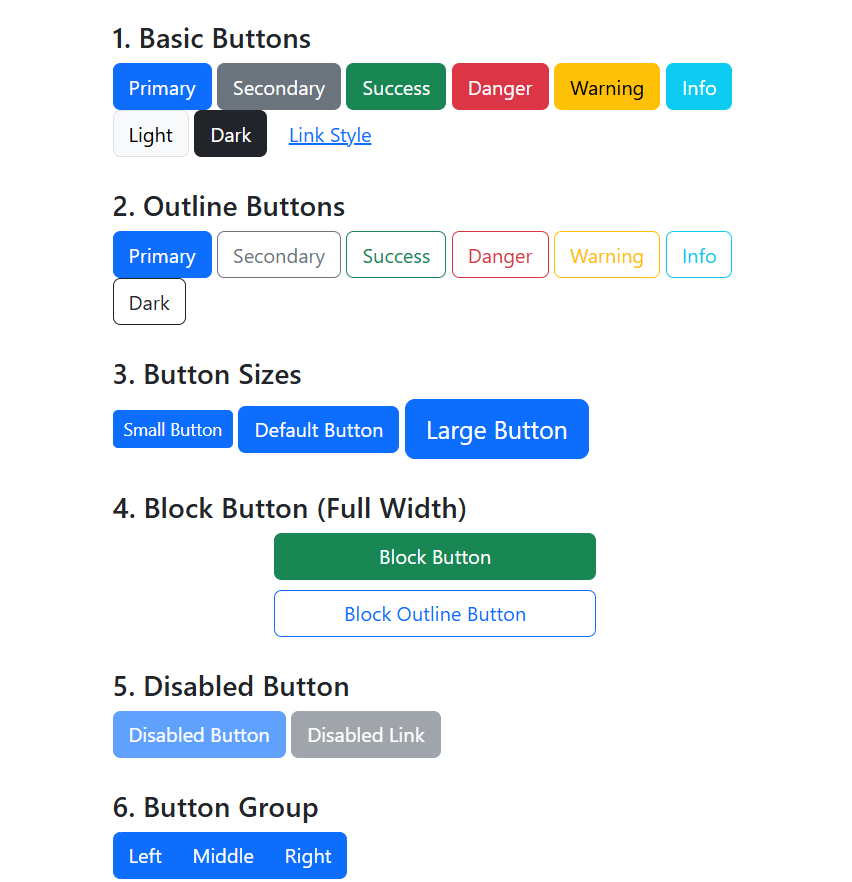 1. Basic Buttons
Primary Secondary Success Danger Warning Info
Light Dark Link Style
2. Outline Buttons
Primary Secondary Success Danger Warning Info
Dark
3. Button Sizes
Small Button Default Button Large Button
4. Block Button (Full Width)
Block Button
Block Outline Button
5. Disabled Button
Disabled Button Disabled Link
6. Button Group
Left Middle Right